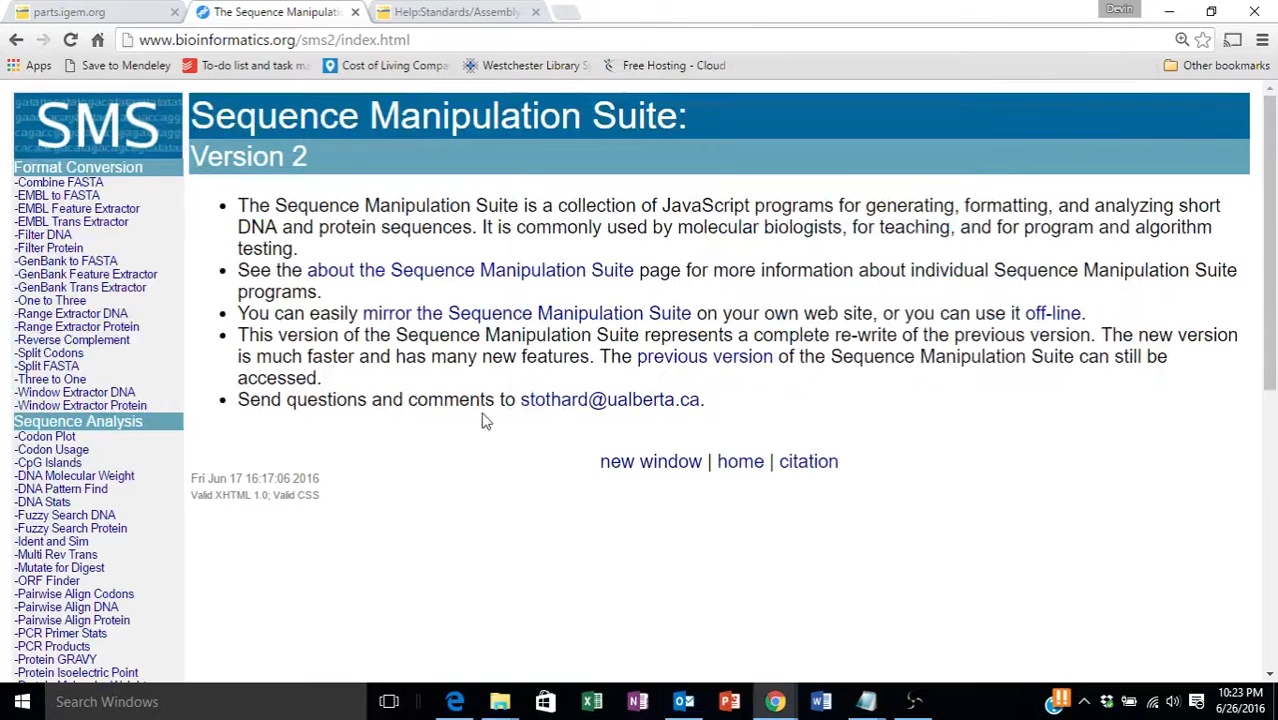 parts.igem.org
The Sequence Manipulati
Help:Standards/Assembly
Devin
www.bioinformatics.org/sms2/index.html
Apps
Save to Mendeley
To-do list and task m
Cost of Living Compa
Westchester Library S
Free Hosting - Cloud
Other bookmarks
SMS
Format Conversion
-Combine FASTA
-EMBL to FASTA
-EMBL Feature Extractor
-EMBL Trans Extractor
-Filter DNA
-Filter Protein
-GenBank to FASTA
-GenBank Feature Extractor
-GenBank Trans Extractor
-One to Three
-Range Extractor DNA
-Range Extractor Protein
-Reverse Complement
-Split Codons
-Split FASTA
-Three to One
-Window Extractor DNA
-Window Extractor Protein
Sequence Analysis
-Codon Plot
-Codon Usage
-CpG Islands
-DNA Molecular Weight
-DNA Pattern Find
-DNA Stats
-Fuzzy Search DNA
-Fuzzy Search Protein
-Ident and Sim
-Multi Rev Trans
-Mutate for Digest
-ORF Finder
-Pairwise Align Codons
-Pairwise Align DNA
-Pairwise Align Protein
-PCR Primer Stats
-PCR Products
-Protein GRAVY
-Protein Isoelectric Point
Sequence Manipulation Suite:
Version 2
• The Sequence Manipulation Suite is a collection of JavaScript programs for generating, formatting, and analyzing short
DNA and protein sequences. It is commonly used by molecular biologists, for teaching, and for program and algorithm
testing.
• See the about the Sequence Manipulation Suite page for more information about individual Sequence Manipulation Suite
programs.
• You can easily mirror the Sequence Manipulation Suite on your own web site, or you can use it off-line.
• This version of the Sequence Manipulation Suite represents a complete re-write of the previous version. The new version
is much faster and has many new features. The previous version of the Sequence Manipulation Suite can still be
accessed.
• Send questions and comments to stothard@ualberta.ca.
new window | home | citation
Fri Jun 17 16:17:06 2016
Valid XHTML 1.0; Valid CSS
Search Windows
10:23 PM
6/26/2016